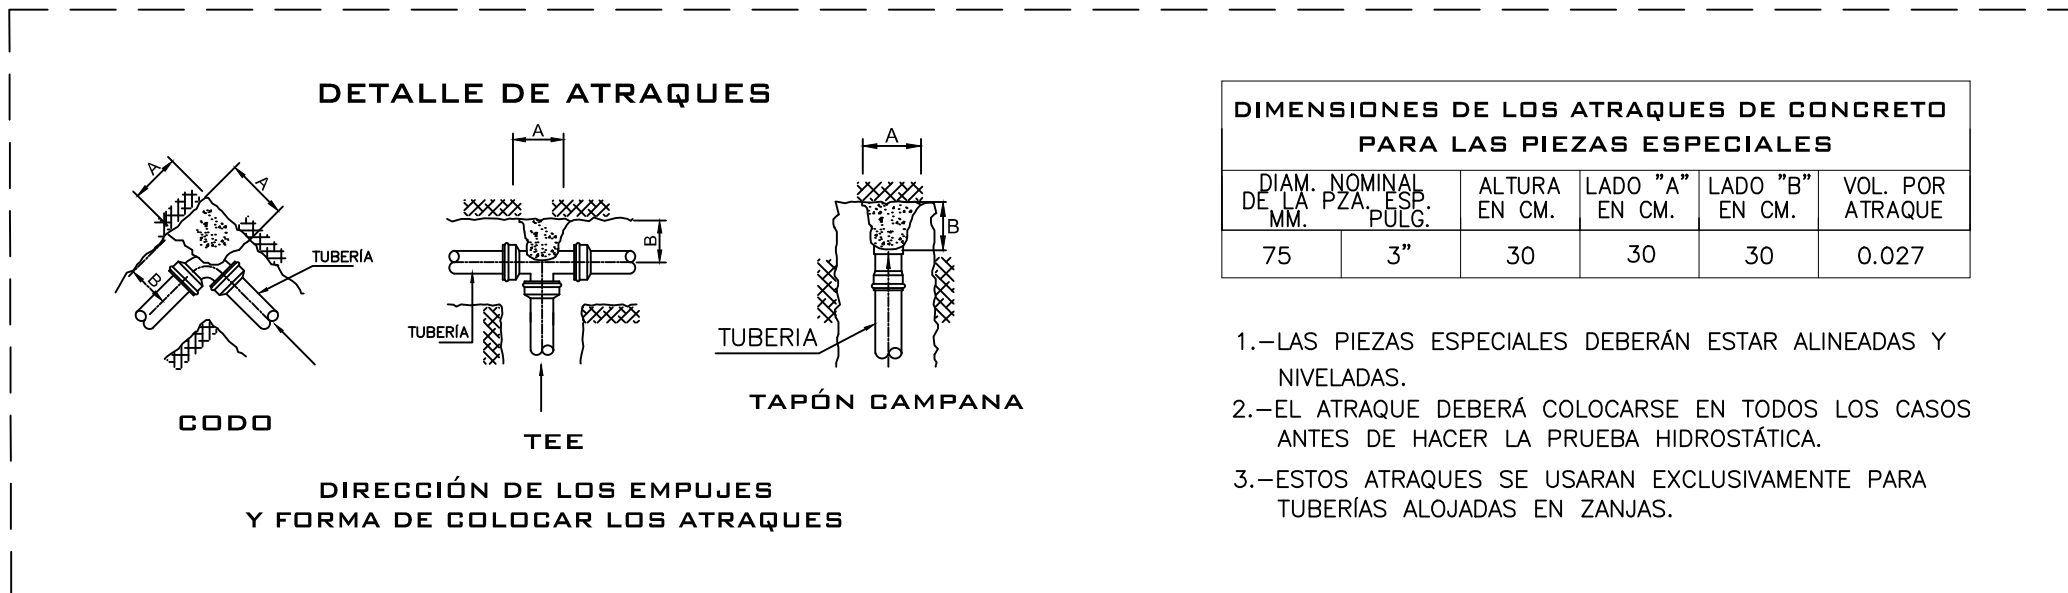 DETALLE DE ATRAQUES
A
A
B
TUBERÍA
CODO
A
B
TUBERÍA
TEE
A
B
TUBERIA
TAPÓN CAMPANA
DIRECCIÓN DE LOS EMPUJES
Y FORMA DE COLOCAR LOS ATRAQUES
DIMENSIONES DE LOS ATRAQUES DE CONCRETO
PARA LAS PIEZAS ESPECIALES
DIAM. NOMINAL
DE LA PZA. ESP.
MM. PULG.
ALTURA
EN CM.
LADO "A"
EN CM.
LADO "B"
EN CM.
VOL. POR
ATRAQUE
75 3" 30 30 30 0.027
1.-LAS PIEZAS ESPECIALES DEBERÁN ESTAR ALINEADAS Y
NIVELADAS.
2.-EL ATRAQUE DEBERÁ COLOCARSE EN TODOS LOS CASOS
ANTES DE HACER LA PRUEBA HIDROSTÁTICA.
3.-ESTOS ATRAQUES SE USARAN EXCLUSIVAMENTE PARA
TUBERÍAS ALOJADAS EN ZANJAS.